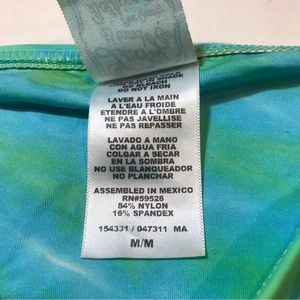 IN SHADE
DO NOT IRON
LAVER A LA MAIN
A L'EAU FROIDE
ETENDRE A L'OMBRE
NE PAS JAVELLISE
NE PAS REPASSER
LAVADO A MANO
CON AGUA FRIA
COLGAR A SECAR
EN LA SOMBRA
NO USE BLANQUEADOR
NO PLANCHAR
ASSEMBLED IN MEXICO
RN#59528
84% NYLON
16% SPANDEX
154331 / 047311 MA
M/M